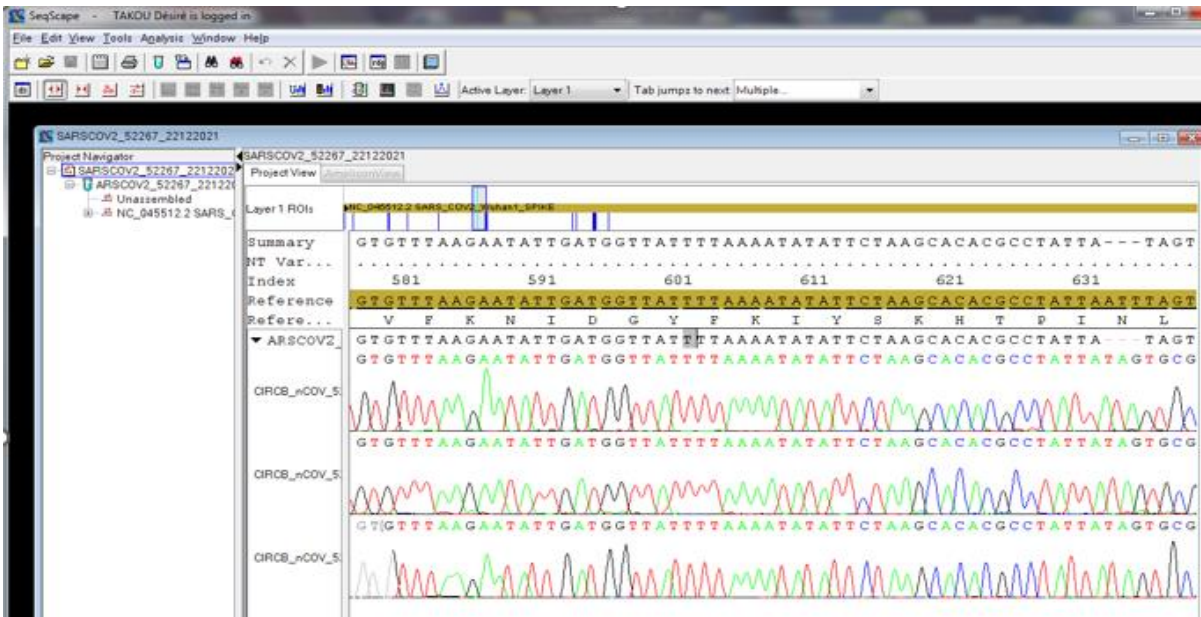 SeqScape - TAKOU Désiré is logged in
File Edit View Tools Analysis Window Help
Active Layer: Layer 1 Tab jumps to next Multiple...
SARSCOV2_52267_22122021
Project Navigator
SARSCOV2_52267_2212202
ARSCOV2_52267_221220
Unassembled
NC_045512.2 SARS_
SARSCOV2_52267_22122021
Project View AmpliconView
Layer 1 ROIs NC_045512.2 SARS_COV2_Wuhan1_SPIKE
Summary GTGTTTAAGAATATTGATGGTTATTTTAAAATATATTCTAAGCACACGCCTATTA---TAGT
NT Var... . . . . . . . . . . . . . . . . . . . . . . . . . . . . . . . . . . . . . . . . . . . . . . . . . . . . . . . . . . . . . .
Index 581 591 601 611 621 631
Reference GTGTTTAAGAATATTGATGGTTATTTTAAAATATATTCTAAGCACACGCCTATTAATTTAGT
Refere... V F K N I D G Y F K I Y S K H T P I N L
ARSCOV2_ GTGTTTAAGAATATTGATGGTTATTTTAAAATATATTCTAAGCACACGCCTATTA---TAGT
GTGTTTAAGAATATTGATGGTTATTTTAAAATATATTCTAAGCACACGCCTATTATAGTGCG
CIRCB_nCOV_5
GTGTTTAAGAATATTGATGGTTATTTTAAAATATATTCTAAGCACACGCCTATTATAGTGCG
CIRCB_nCOV_5
GTGTTTAAGAATATTGATGGTTATTTTAAAATATATTCTAAGCACACGCCTATTATAGTGCG
CIRCB_nCOV_5